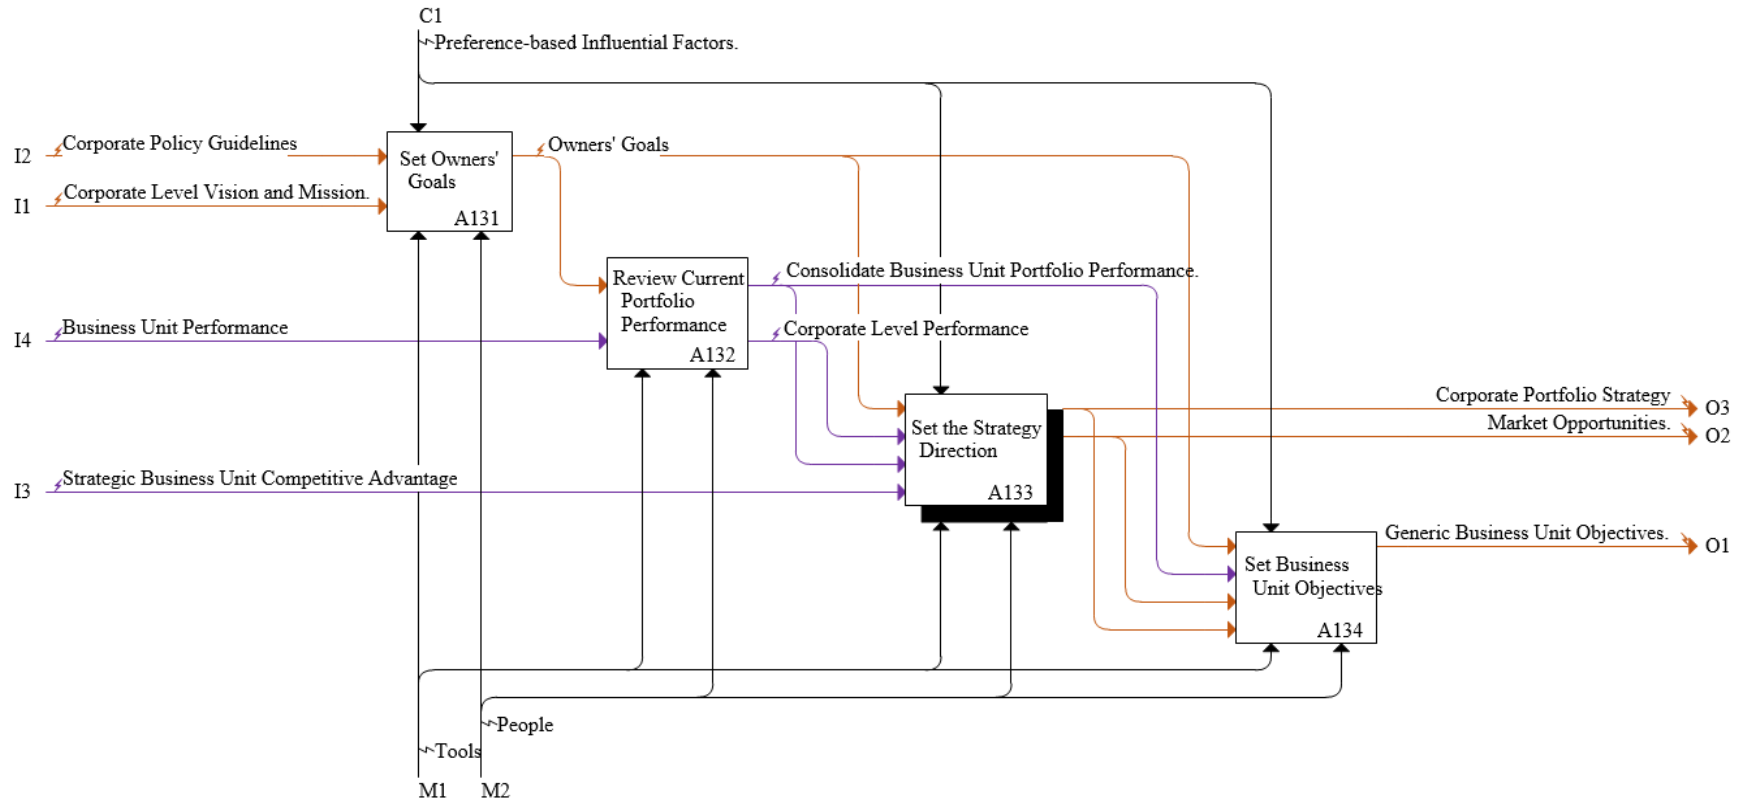 C1
Preference-based Influential Factors.
I2
Corporate Policy Guidelines
Owners' Goals
Set Owners'
Goals
A131
I1
Corporate Level Vision and Mission.
Consolidate Business Unit Portfolio Performance.
Review Current
Portfolio
Performance
A132
I4
Business Unit Performance
Corporate Level Performance
Corporate Portfolio Strategy
O3
Market Opportunities.
O2
Set the Strategy
Direction
A133
I3
Strategic Business Unit Competitive Advantage
Generic Business Unit Objectives.
O1
Set Business
Unit Objectives
A134
People
Tools
M1
M2